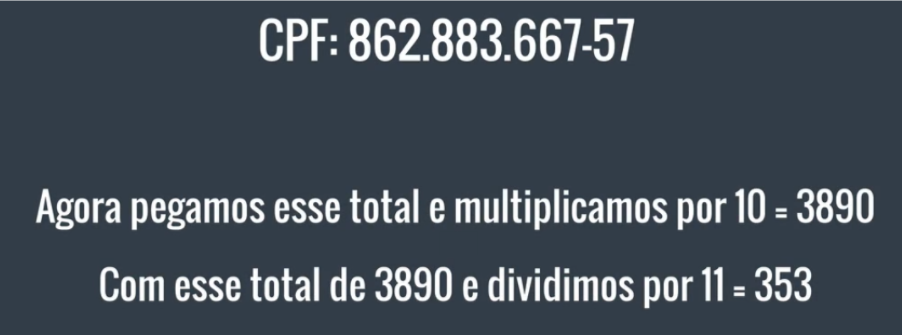 CPF: 862.883.667-57
Agora pegamos esse total e multiplicamos por 10 = 3890
Com esse total de 3890 e dividimos por 11 = 353